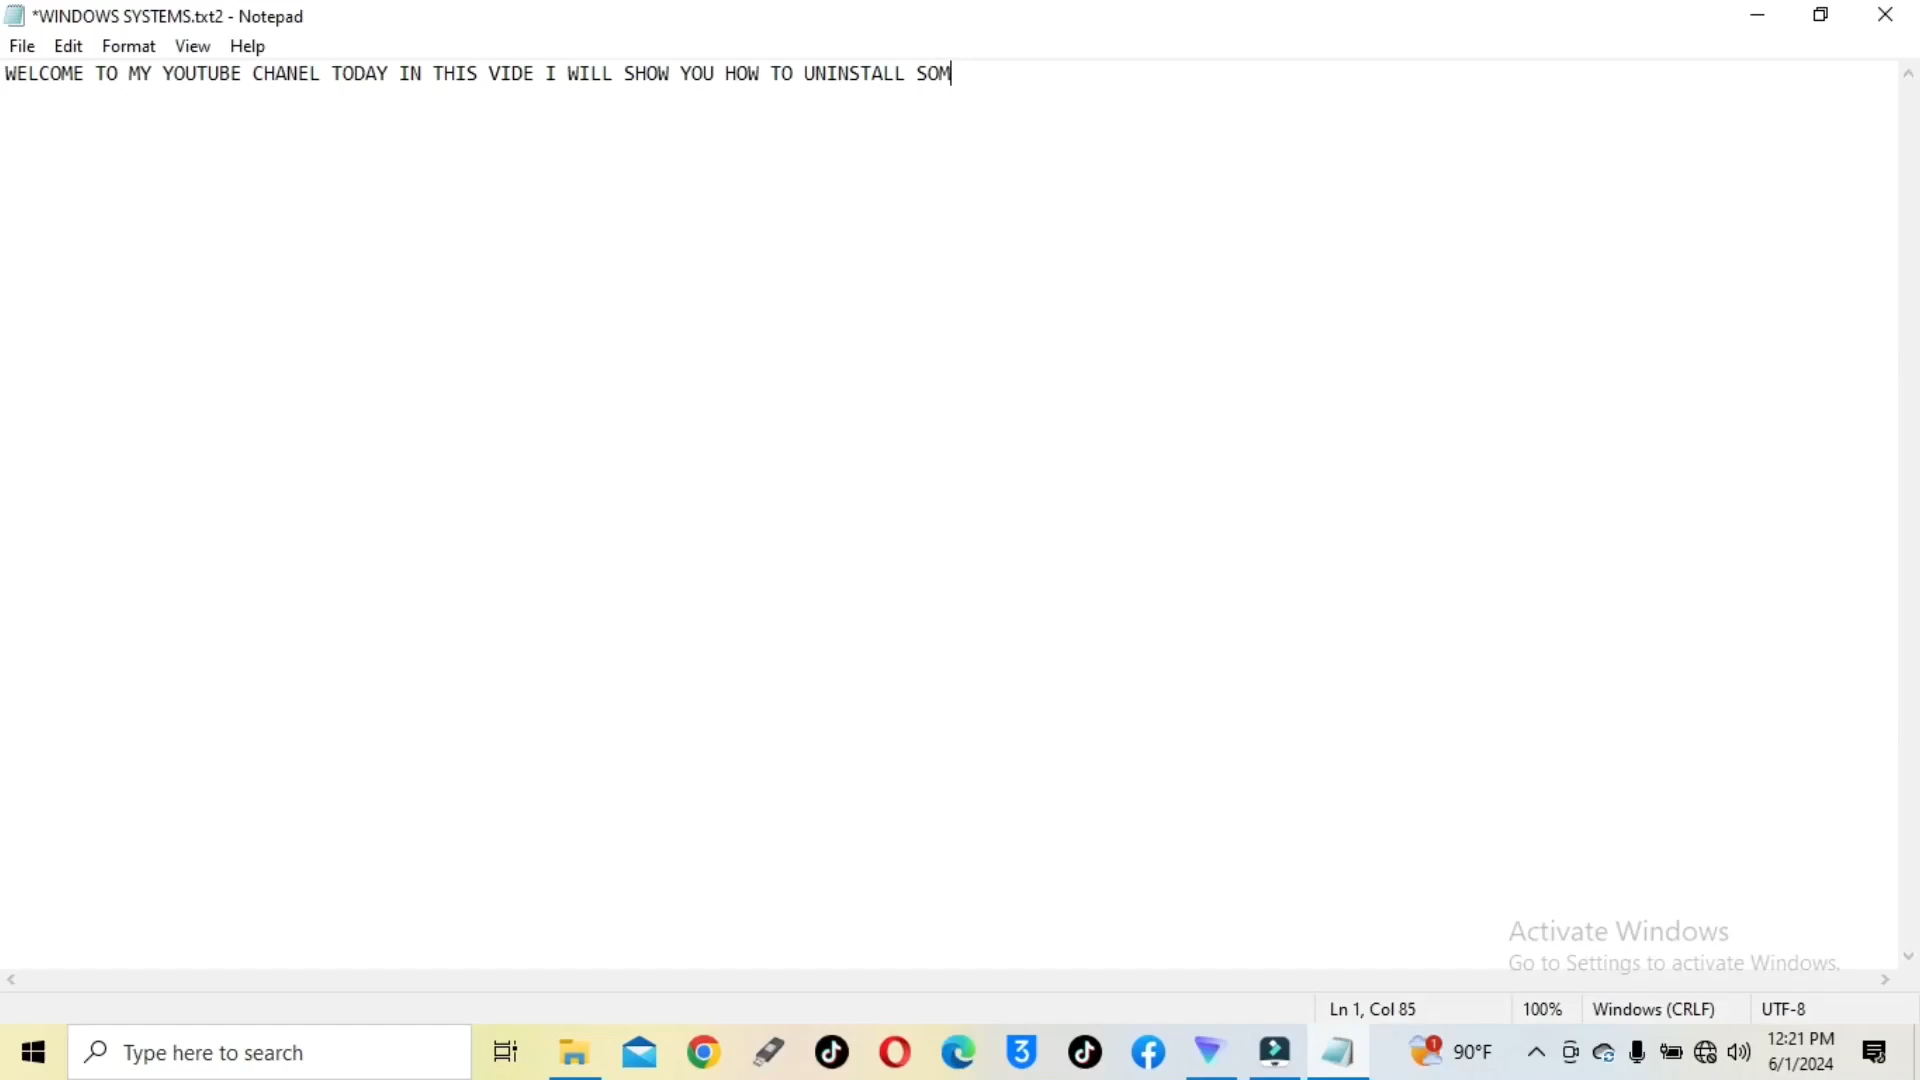 *WINDOWS SYSTEMS.txt2 - Notepad
File Edit Format View Help
WELCOME TO MY YOUTUBE CHANEL TODAY IN THIS VIDE I WILL SHOW YOU HOW TO UNINSTALL SOM
Activate Windows
Go to Settings to activate Windows.
Ln 1, Col 85 100% Windows (CRLF) UTF-8
Type here to search 3 1 90°F 12:21 PM
6/1/2024